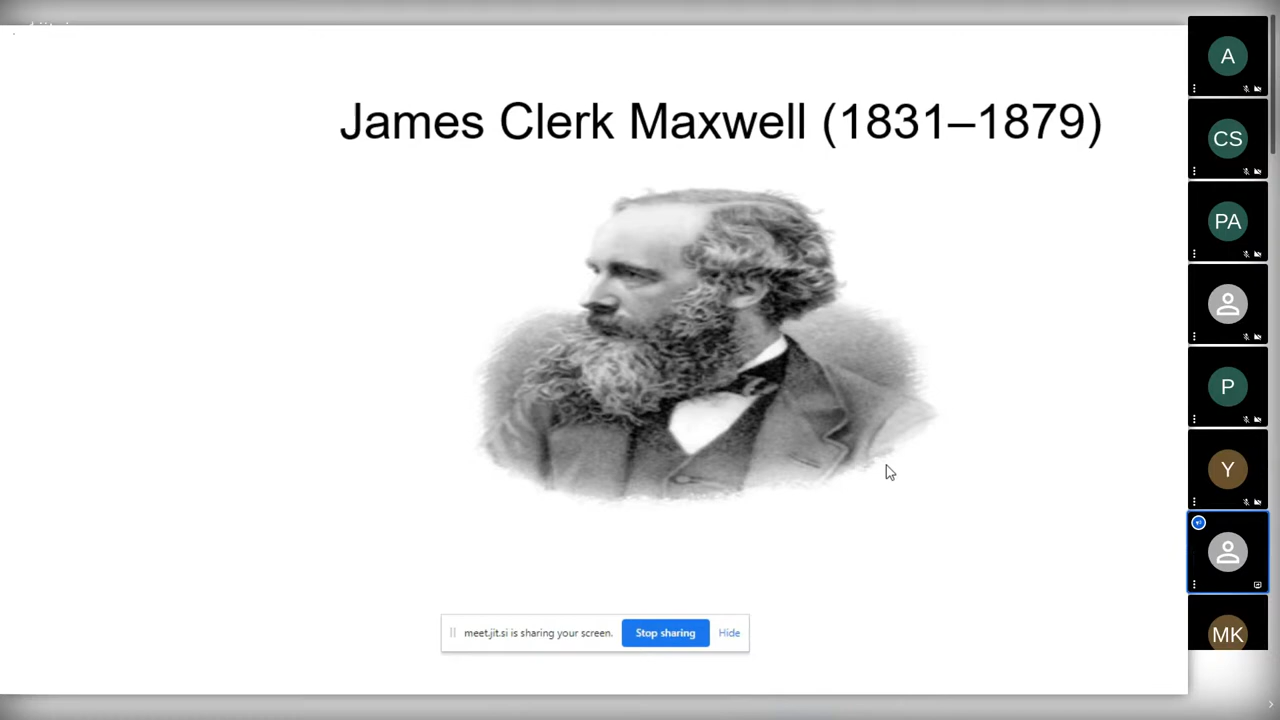 James Clerk Maxwell (1831–1879)
meet.jit.si is sharing your screen.
Stop sharing
Hide
A
CS
PA
P
Y
MK